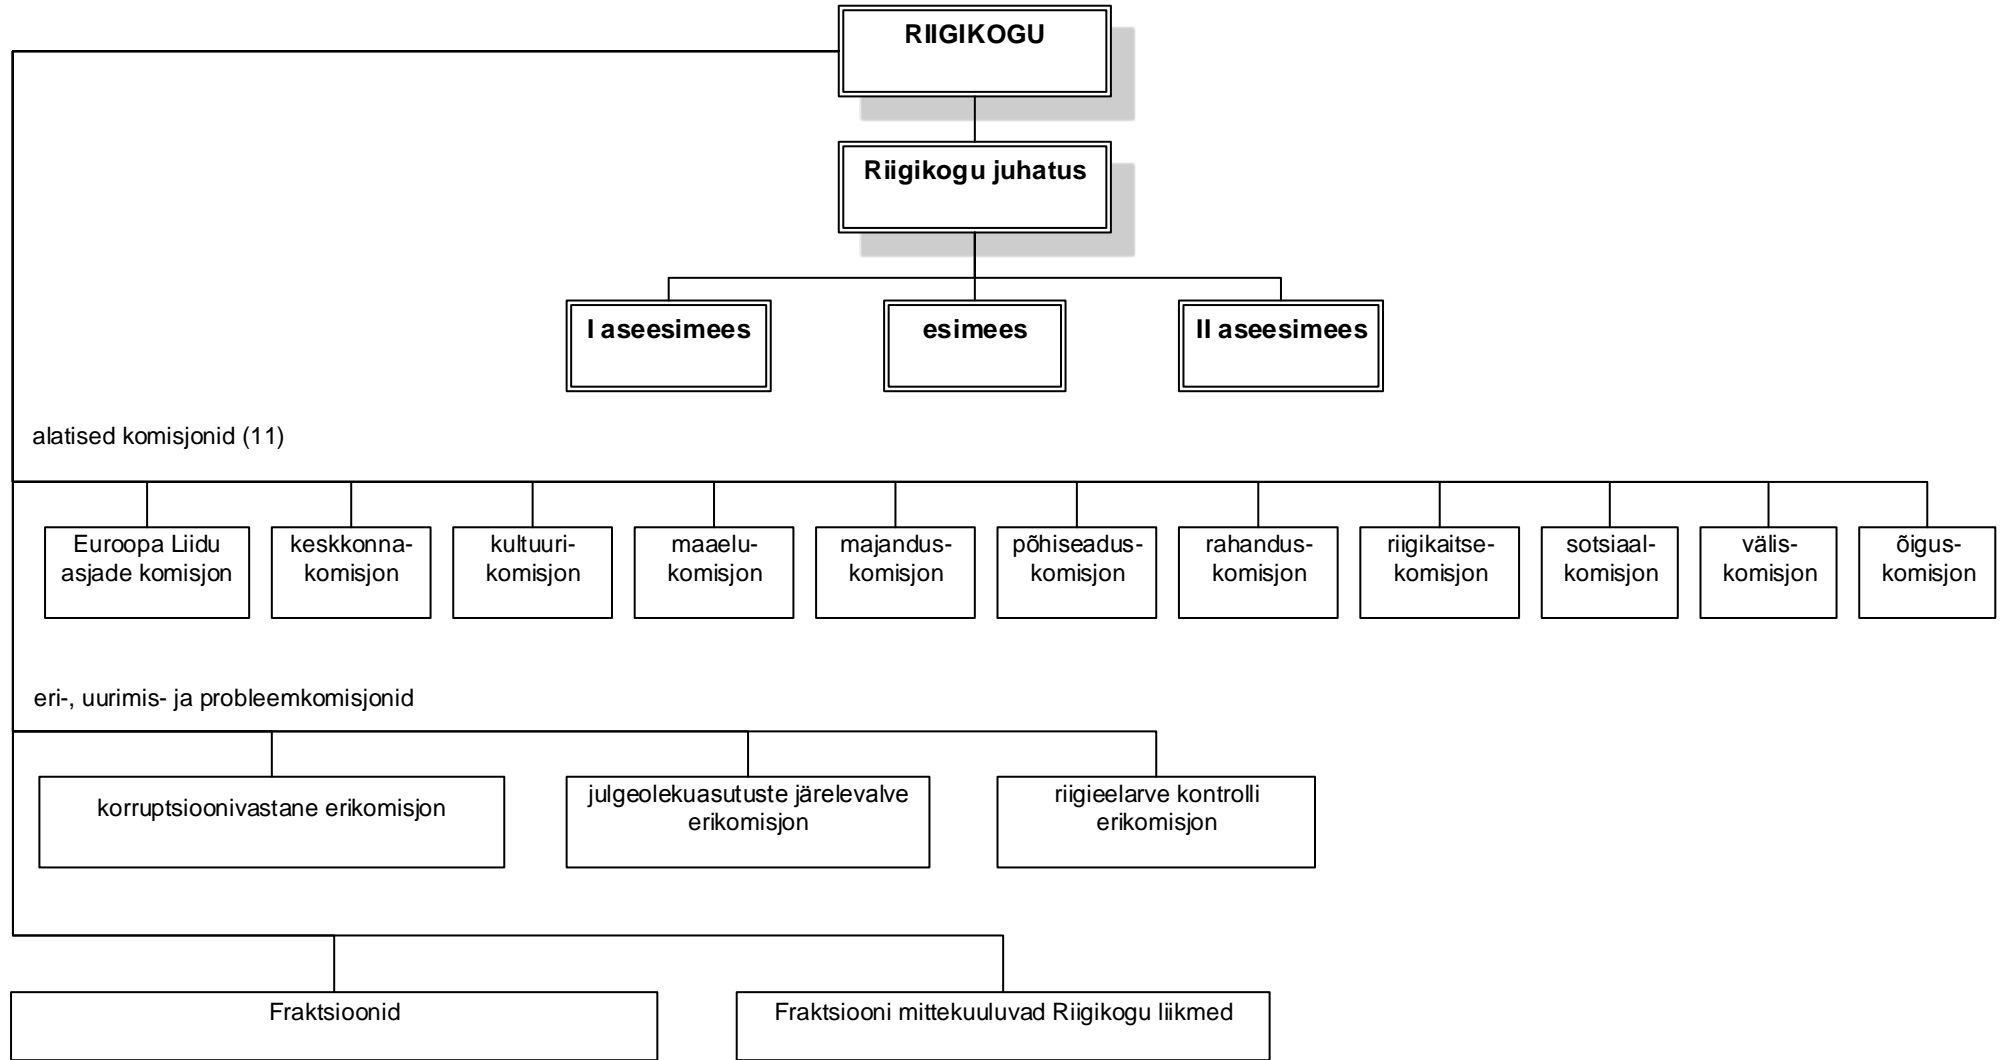 RIIGIKOGU
Riigikogu juhatus
I aseesimees
esimees
II aseesimees
alatised komisjonid (11)
Euroopa Liidu
asjade komisjon
keskkonna-
komisjon
kultuuri-
komisjon
maaelu-
komisjon
majandus-
komisjon
põhiseadus-
komisjon
rahandus-
komisjon
riigikaitse-
komisjon
sotsiaal-
komisjon
välis-
komisjon
õigus-
komisjon
eri-, uurimis- ja probleemkomisjonid
korruptsioonivastane erikomisjon
julgeolekuasutuste järelevalve
erikomisjon
riigieelarve kontrolli
erikomisjon
Fraktsioonid
Fraktsiooni mittekuuluvad Riigikogu liikmed